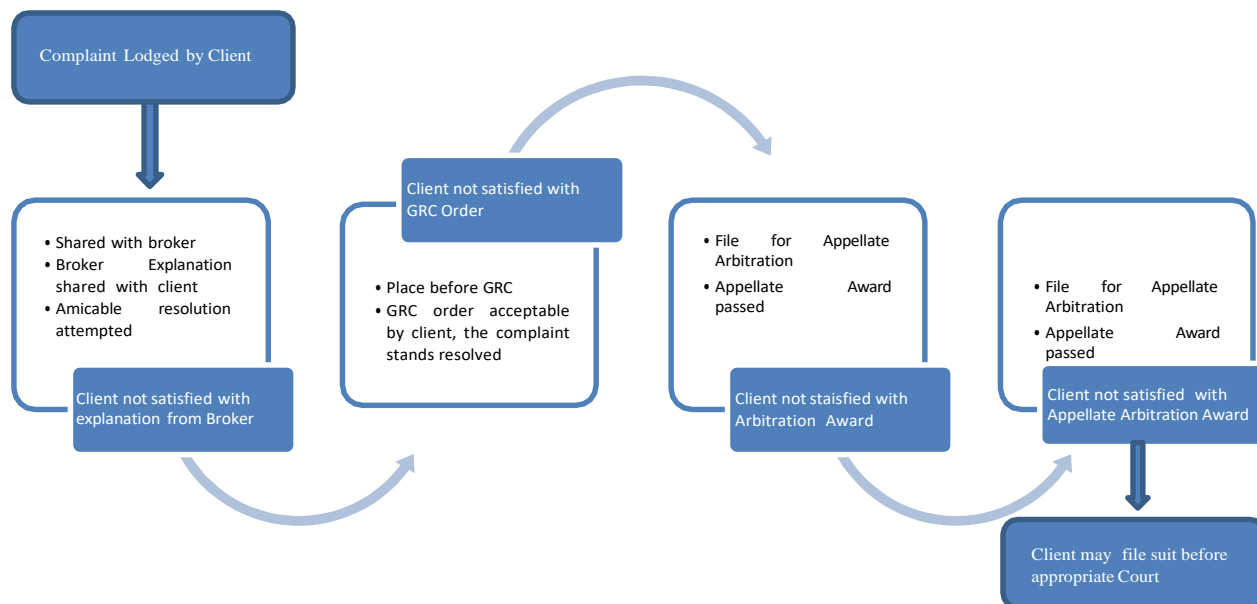 Complaint Lodged by Client
• Shared with broker
• Broker Explanation
shared with client
• Amicable resolution
attempted
Client not satisfied with
explanation from Broker
Client not satisfied with
GRC Order
• Place before GRC
• GRC order acceptable
by client, the complaint
stands resolved
• File for Appellate
Arbitration
• Appellate Award
passed
Client not staisfied with
Arbitration Award
• File for Appellate
Arbitration
• Appellate Award
passed
Client not satisfied with
Appellate Arbitration Award
Client may file suit before
appropriate Court